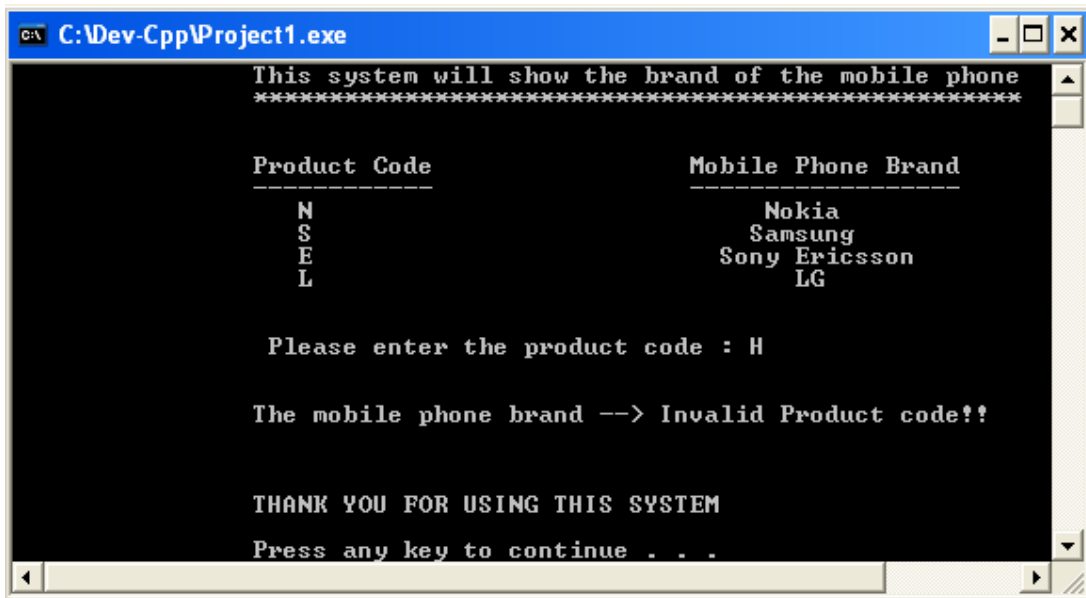 C:\Dev-Cpp\Project1.exe
This system will show the brand of the mobile phone
***************************************************
Product Code Mobile Phone Brand
------------ ------------------
N Nokia
S Samsung
E Sony Ericsson
L LG
Please enter the product code : H
The mobile phone brand --> Invalid Product code!!
THANK YOU FOR USING THIS SYSTEM
Press any key to continue . . .